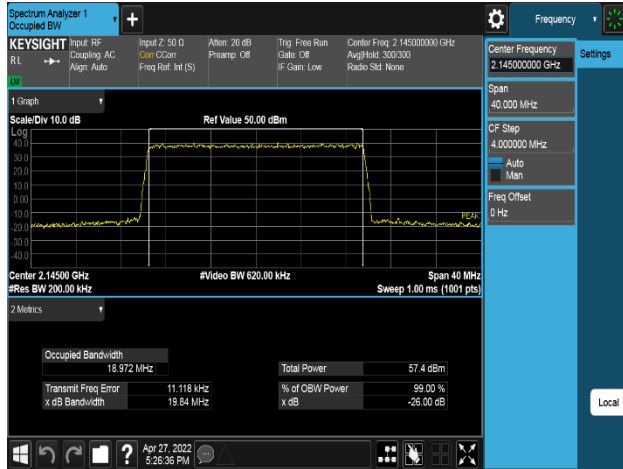 Spectrum Analyzer 1
Occupied BW
Frequency
KEYSIGHT
RL
Input: RF
Coupling: AC
Align: Auto
Input Z: 50 Ω
Corr CCorr
Freq Ref: Int (S)
Atten: 20 dB
Preamp: Off
Trig: Free Run
Gate: Off
IF Gain: Low
Center Freq: 2.145000000 GHz
Avg|Hold: 300/300
Radio Std: None
Center Frequency
2.145000000 GHz
Settings
Span
40.000 MHz
CF Step
4.000000 MHz
Auto
Man
Freq Offset
0 Hz
1 Graph
Scale/Div 10.0 dB
Ref Value 50.00 dBm
Log
40.0
30.0
20.0
10.0
0.00
-10.0
-20.0
-30.0
-40.0
PEAK
Center 2.14500 GHz
#Video BW 620.00 kHz
Span 40 MHz
#Res BW 200.00 kHz
Sweep 1.00 ms (1001 pts)
2 Metrics
Occupied Bandwidth
18.972 MHz
Total Power 57.4 dBm
Transmit Freq Error 11.118 kHz
% of OBW Power 99.00 %
x dB Bandwidth 19.84 MHz
x dB -26.00 dB
Local
?
Apr 27, 2022
5:26:36 PM